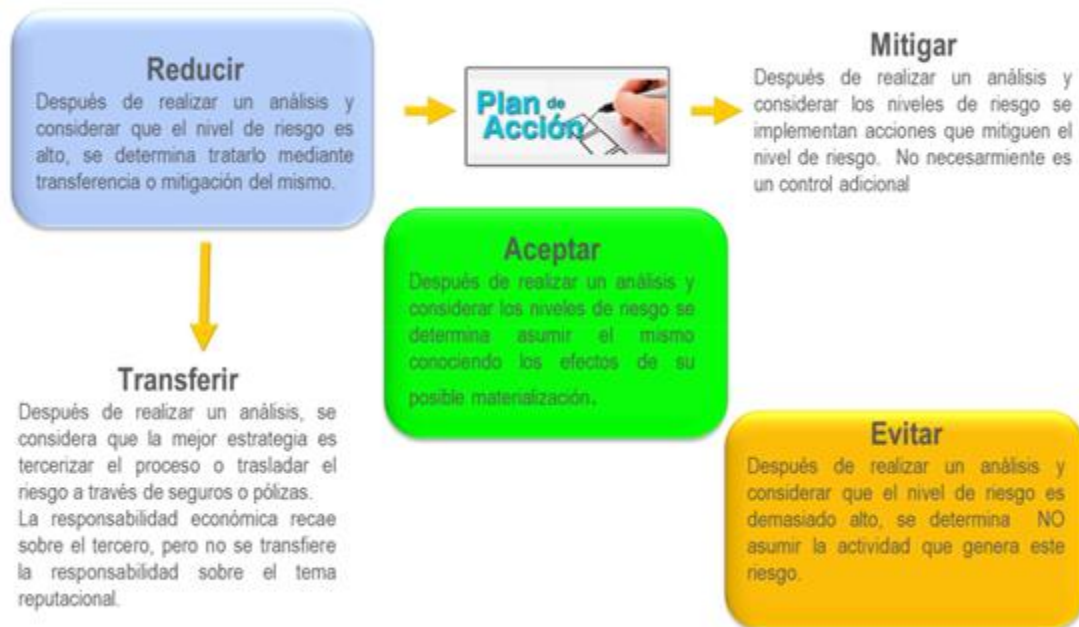 Reducir
Después de realizar un análisis y
considerar que el nivel de riesgo es
alto, se determina tratarlo mediante
transferencia o mitigación del mismo.
Plan de
Acción
Mitigar
Después de realizar un análisis y
considerar los niveles de riesgo se
implementan acciones que mitiguen el
nivel de riesgo. No necesarmiente es
un control adicional
Aceptar
Después de realizar un análisis y
considerar los niveles de riesgo se
determina asumir el mismo
conociendo los efectos de su
posible materialización.
Transferir
Después de realizar un análisis, se
considera que la mejor estrategia es
tercerizar el proceso o trasladar el
riesgo a través de seguros o pólizas.
La responsabilidad económica recae
sobre el tercero, pero no se transfiere
la responsabilidad sobre el tema
reputacional.
Evitar
Después de realizar un análisis y
considerar que el nivel de riesgo es
demasiado alto, se determina NO
asumir la actividad que genera este
riesgo.